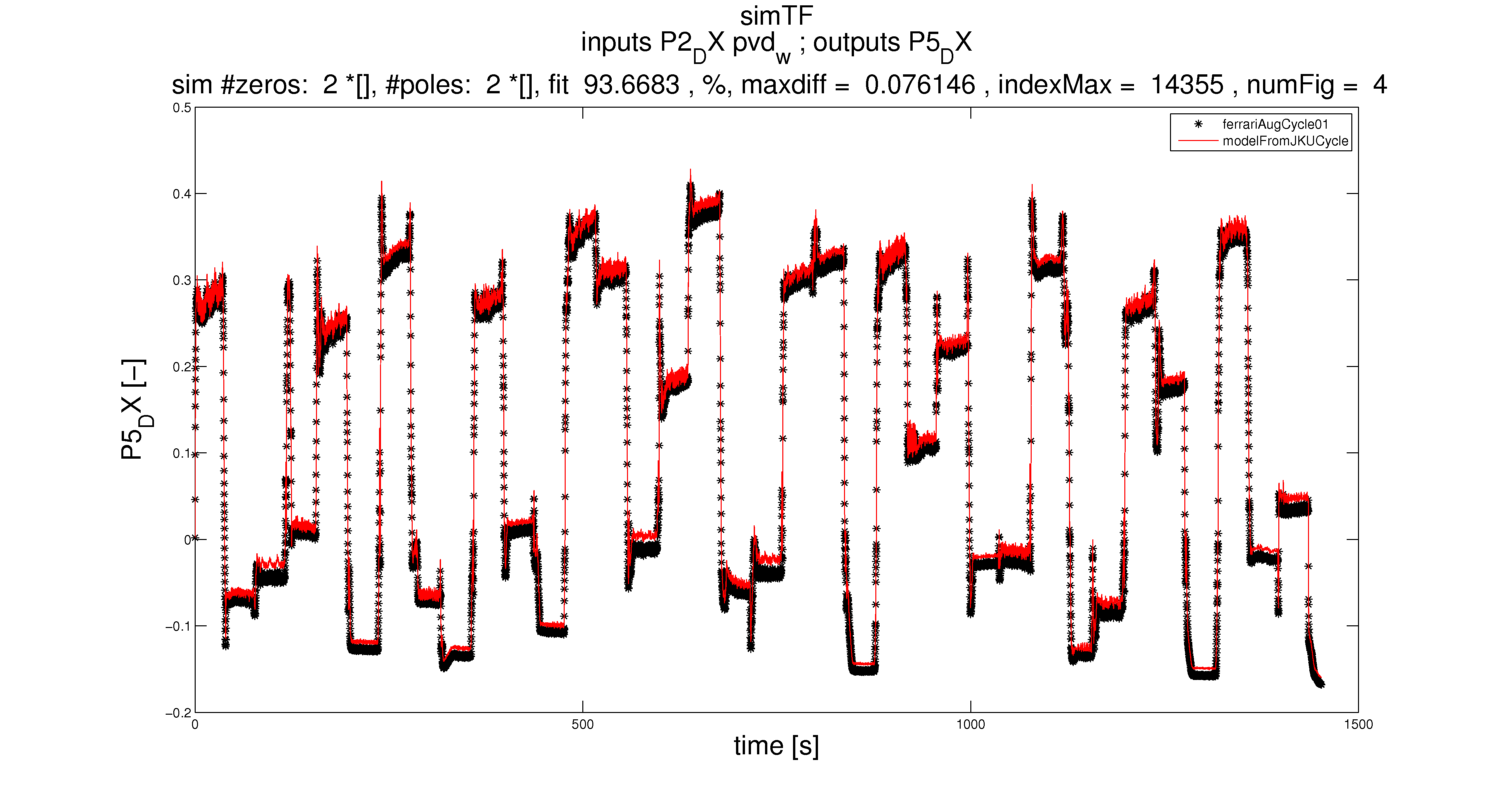 simTF
inputs P2_DX pvd_w ; outputs P5_DX
sim #zeros: 2 *[], #poles: 2 *[], fit 93.6683 , %, maxdiff = 0.076146 , indexMax = 14355 , numFig = 4
0.5
0.4
0.3
0.2
0.1
0
−0.1
−0.2
P5_DX [−]
ferrariAugCycle01
modelFromJKUCycle
0
500
1000
1500
time [s]